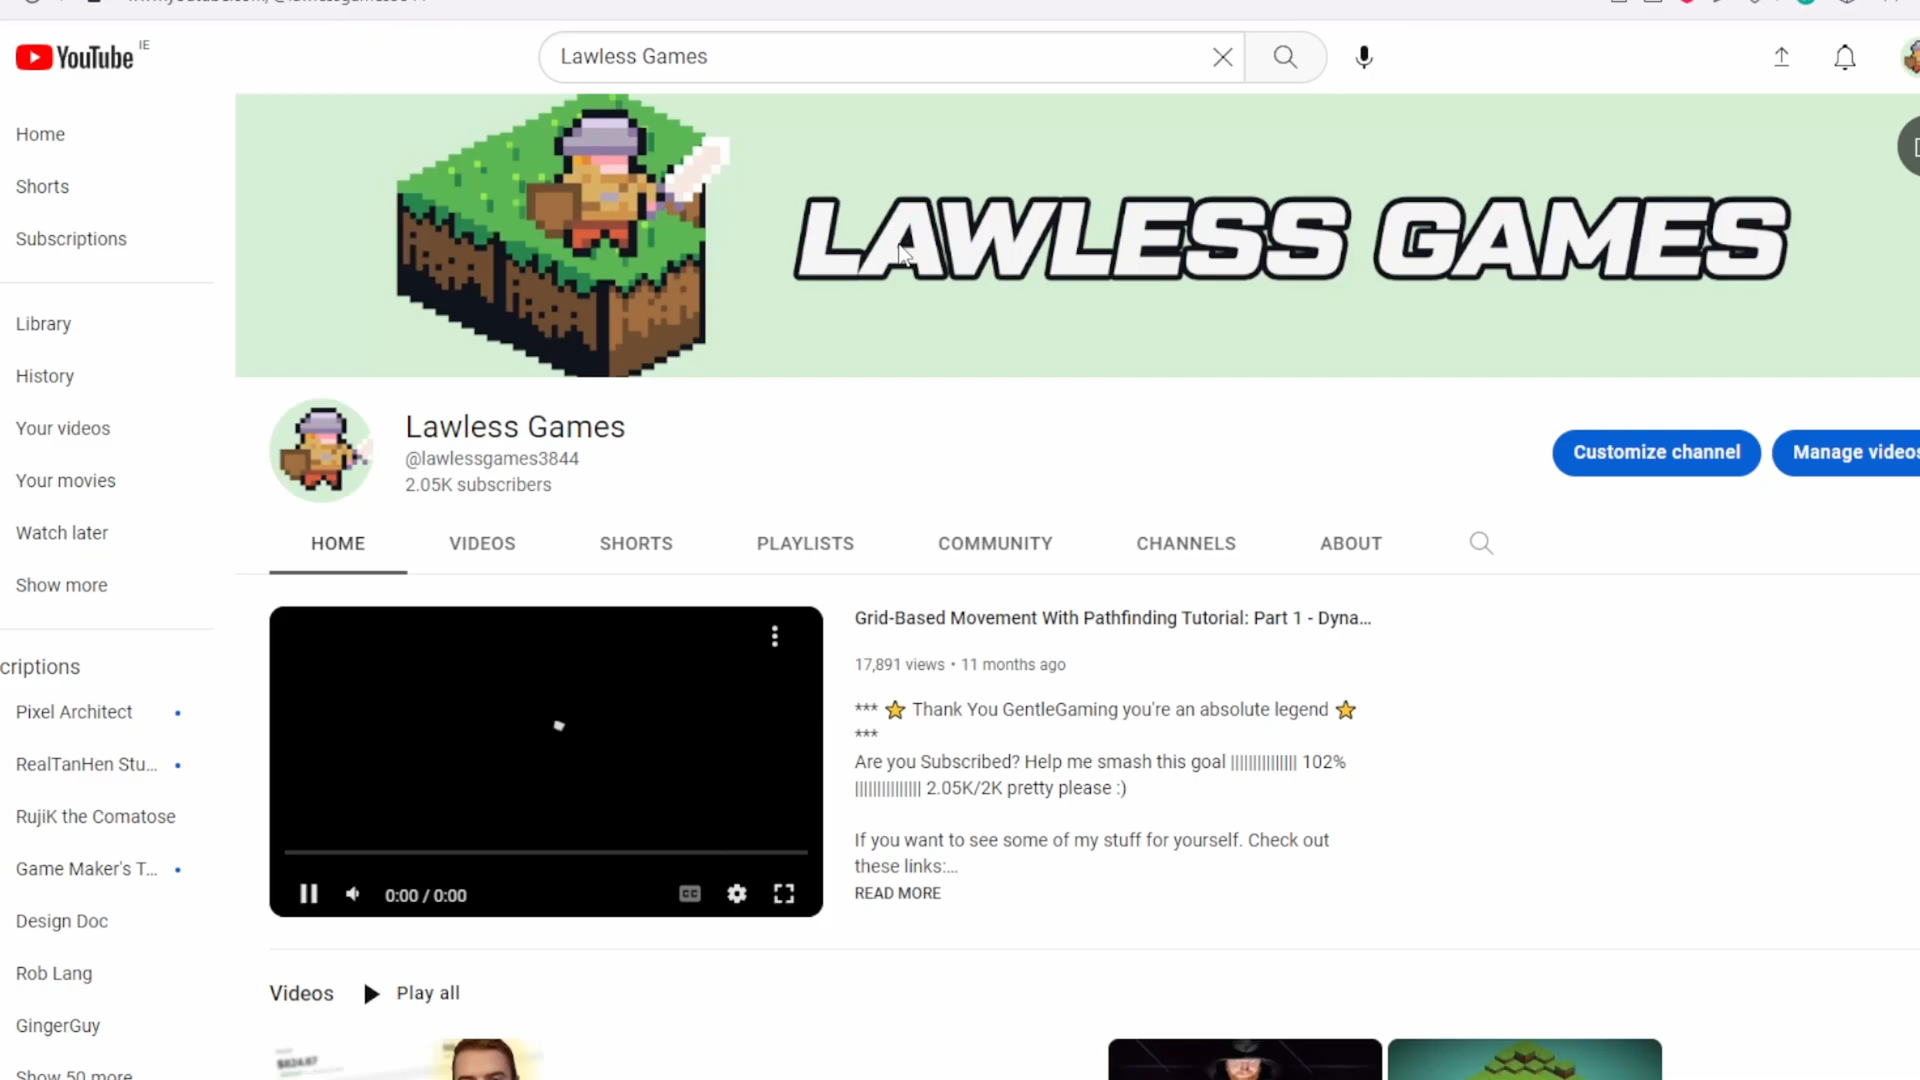 YouTube IE
Lawless Games
Home
Shorts
Subscriptions
Library
History
Your videos
Your movies
Watch later
Show more
criptions
Pixel Architect
RealTanHen Stu...
RujiK the Comatose
Game Maker's T...
Design Doc
Rob Lang
GingerGuy
Show 50 more
LAWLESS GAMES
Lawless Games
@lawlessgames3844
2.05K subscribers
Customize channel
Manage videos
HOME VIDEOS SHORTS PLAYLISTS COMMUNITY CHANNELS ABOUT
CC
0:00 / 0:00
Grid-Based Movement With Pathfinding Tutorial: Part 1 - Dyna...
17,891 views • 11 months ago
*** ⭐ Thank You GentleGaming you're an absolute legend ⭐
***
Are you Subscribed? Help me smash this goal |||||||||||||| 102%
|||||||||||||| 2.05K/2K pretty please :)
If you want to see some of my stuff for yourself. Check out
these links:...
READ MORE
Videos Play all